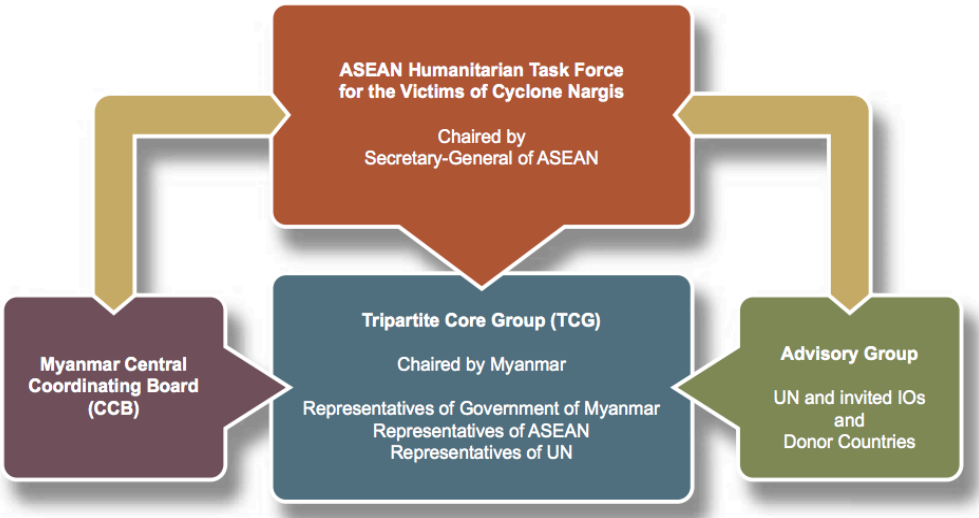 ASEAN Humanitarian Task Force
for the Victims of Cyclone Nargis
Chaired by
Secretary-General of ASEAN
Myanmar Central
Coordinating Board
(CCB)
Tripartite Core Group (TCG)
Chaired by Myanmar
Representatives of Government of Myanmar
Representatives of ASEAN
Representatives of UN
Advisory Group
UN and invited IOs
and
Donor Countries